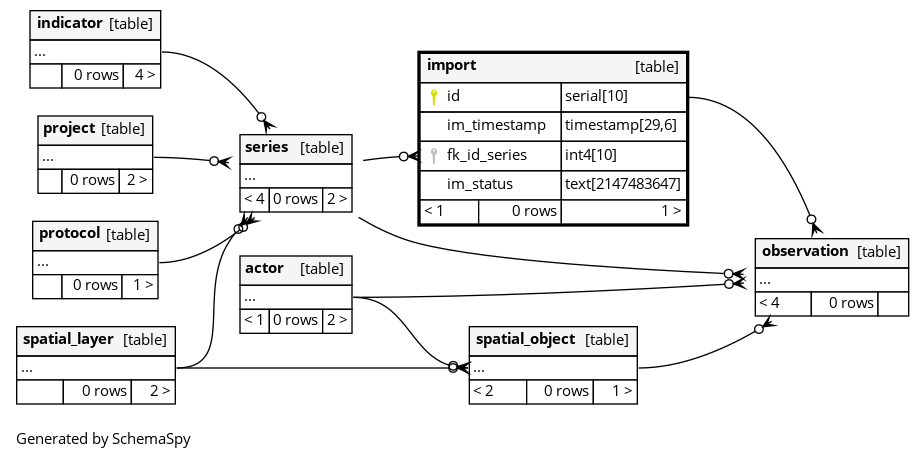 indicator [table]
...
0 rows 4 >
project [table]
...
0 rows 2 >
protocol [table]
...
0 rows 1 >
spatial_layer [table]
...
0 rows 2 >
series [table]
...
< 4 0 rows 2 >
actor [table]
...
< 1 0 rows 2 >
import [table]
id serial[10]
im_timestamp timestamp[29,6]
fk_id_series int4[10]
im_status text[2147483647]
< 1 0 rows 1 >
spatial_object [table]
...
< 2 0 rows 1 >
observation [table]
...
< 4 0 rows
Generated by SchemaSpy